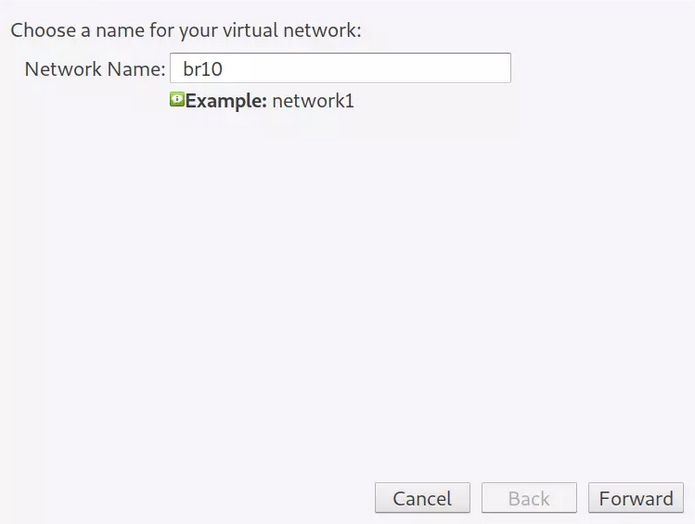 Choose a name for your virtual network:
Network Name: br10
Example: network1
Cancel Back Forward